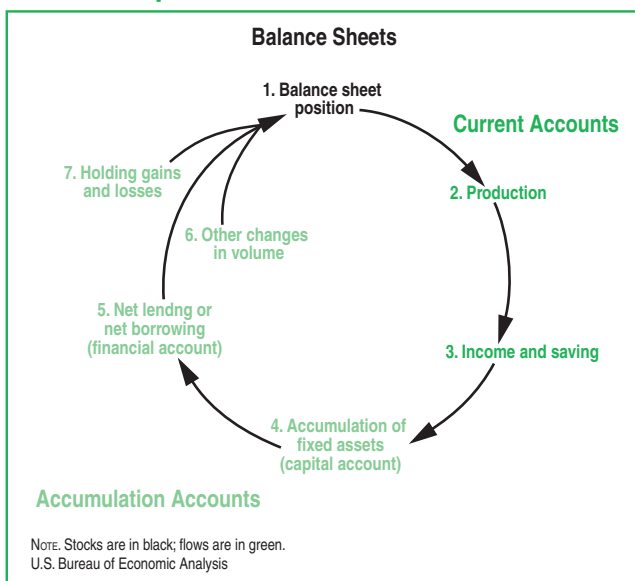 Balance Sheets
1. Balance sheet
position
Current Accounts
2. Production
3. Income and saving
4. Accumulation of
fixed assets
(capital account)
5. Net lendng or
net borrowing
(financial account)
6. Other changes
in volume
7. Holding gains
and losses
Accumulation Accounts
NOTE. Stocks are in black; flows are in green.
U.S. Bureau of Economic Analysis